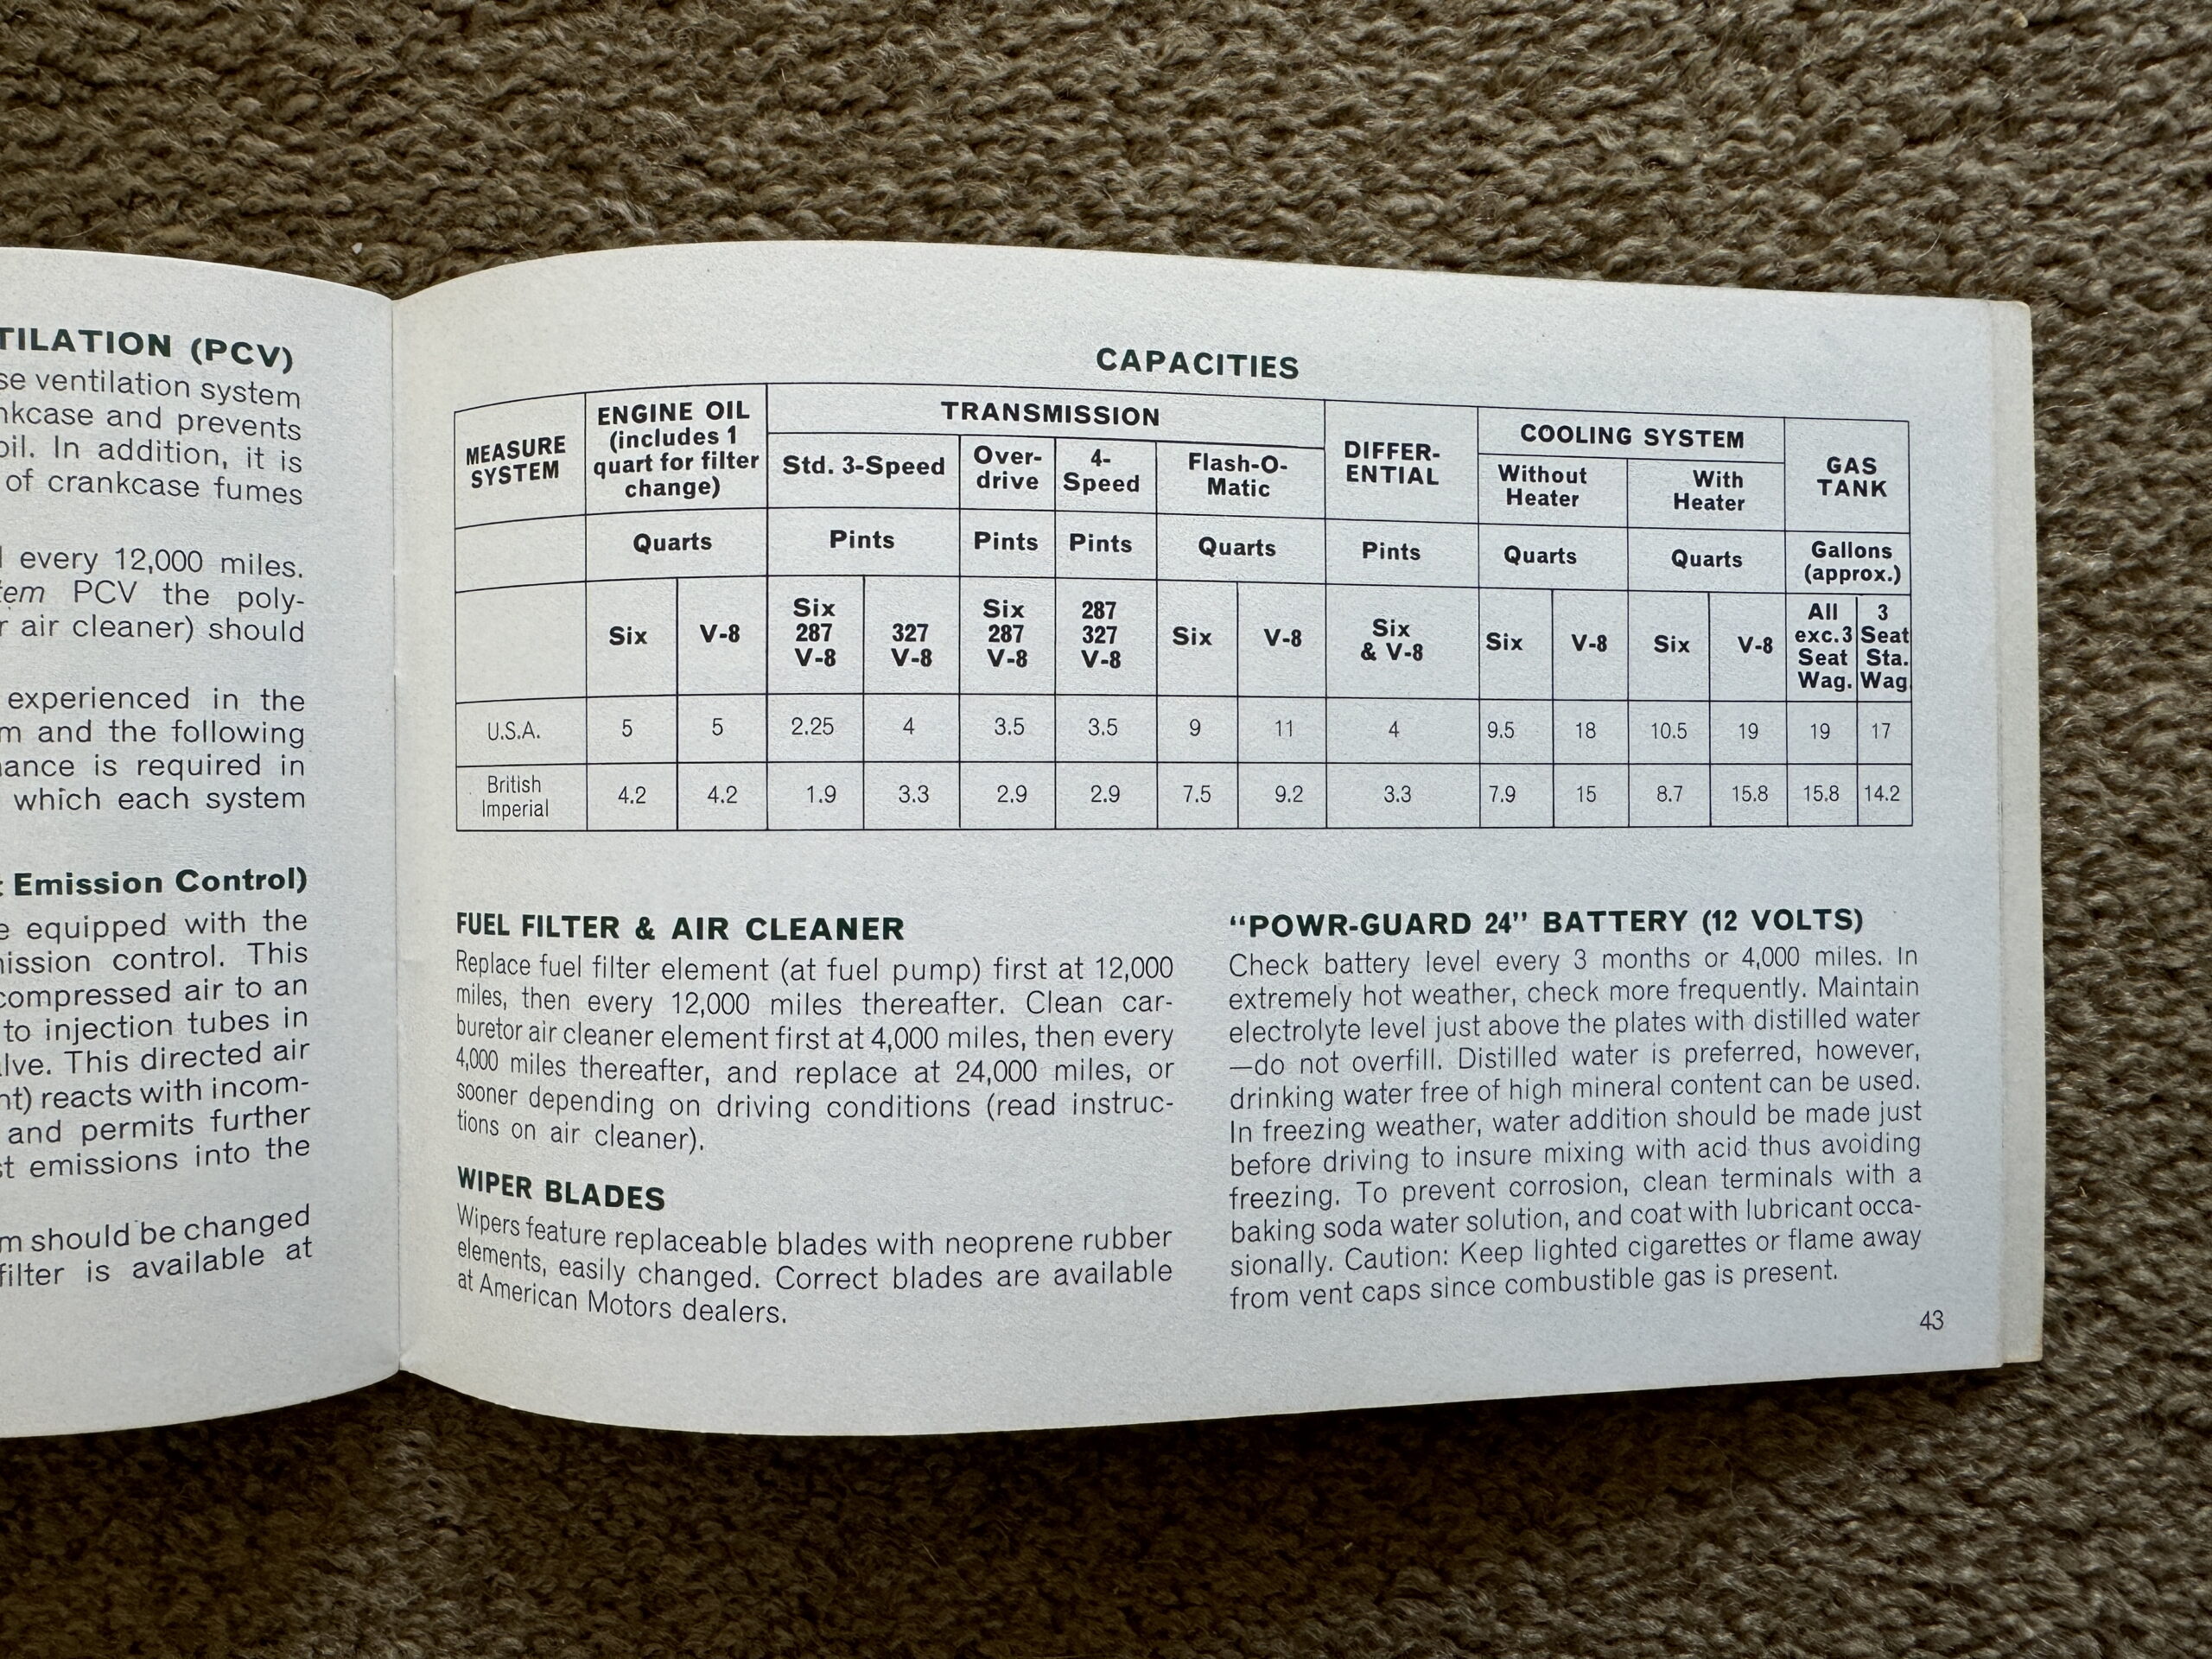 TILATION (PCV)
se ventilation system
nkcase and prevents
oil. In addition, it is
of crankcase fumes
every 12,000 miles.
tem PCV the poly-
r air cleaner) should
experienced in the
m and the following
nance is required in
which each system
Emission Control)
e equipped with the
ission control. This
compressed air to an
to injection tubes in
lve. This directed air
nt) reacts with incom-
and permits further
st emissions into the
m should be changed
filter is available at
CAPACITIES
MEASURE SYSTEM ENGINE OIL (includes 1 quart for filter change) TRANSMISSION DIFFER-ENTIAL COOLING SYSTEM GAS TANK
Std. 3-Speed Over-drive 4-Speed Flash-O-Matic Without Heater With Heater
Quarts Pints Pints Pints Quarts Pints Quarts Quarts Gallons (approx.)
Six V-8 Six 287 V-8 327 V-8 Six 287 V-8 287 327 V-8 Six V-8 Six & V-8 Six V-8 Six V-8 All exc.3 Seat Wag. 3 Seat Sta. Wag
U.S.A. 5 5 2.25 4 3.5 3.5 9 11 4 9.5 18 10.5 19 19 17
British Imperial 4.2 4.2 1.9 3.3 2.9 2.9 7.5 9.2 3.3 7.9 15 8.7 15.8 15.8 14.2
FUEL FILTER & AIR CLEANER
Replace fuel filter element (at fuel pump) first at 12,000
miles, then every 12,000 miles thereafter. Clean car-
buretor air cleaner element first at 4,000 miles, then every
4,000 miles thereafter, and replace at 24,000 miles, or
sooner depending on driving conditions (read instruc-
tions on air cleaner).
WIPER BLADES
Wipers feature replaceable blades with neoprene rubber
elements, easily changed. Correct blades are available
at American Motors dealers.
“POWR-GUARD 24” BATTERY (12 VOLTS)
Check battery level every 3 months or 4,000 miles. In
extremely hot weather, check more frequently. Maintain
electrolyte level just above the plates with distilled water
—do not overfill. Distilled water is preferred, however,
drinking water free of high mineral content can be used.
In freezing weather, water addition should be made just
before driving to insure mixing with acid thus avoiding
freezing. To prevent corrosion, clean terminals with a
baking soda water solution, and coat with lubricant occa-
sionally. Caution: Keep lighted cigarettes or flame away
from vent caps since combustible gas is present.
43